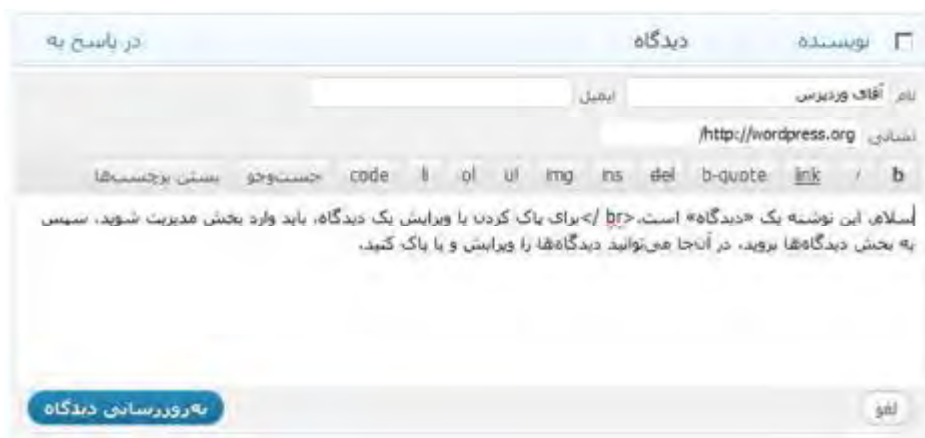 نویسنده دیدگاه در پاسخ به
نام آقای وردپرس ایمیل
نشانی http://wordpress.org/
b i link b-quote del ins img ul ol li code جست‌وجو بستن برچسب‌ها
سلام، این نوشته یک «دیدگاه» است.<br />برای پاک کردن یا ویرایش یک دیدگاه، باید وارد بخش مدیریت شوید، سپس
به بخش دیدگاه‌ها بروید، در آن‌جا می‌توانید دیدگاه‌ها را ویرایش و یا پاک کنید.
لغو به‌روزرسانی دیدگاه